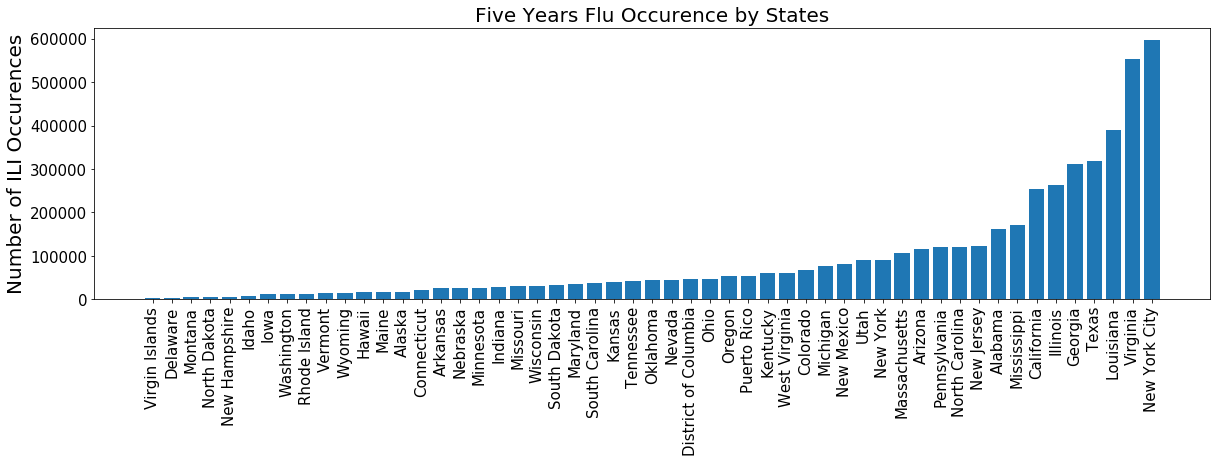 Five Years Flu Occurence by States
Number of ILI Occurences
600000
500000
400000
300000
200000
100000
0
Virgin Islands
Delaware
Montana
North Dakota
New Hampshire
Idaho
Iowa
Washington
Rhode Island
Vermont
Wyoming
Hawaii
Maine
Alaska
Connecticut
Arkansas
Nebraska
Minnesota
Indiana
Missouri
Wisconsin
South Dakota
Maryland
South Carolina
Kansas
Tennessee
Oklahoma
Nevada
District of Columbia
Ohio
Oregon
Puerto Rico
Kentucky
West Virginia
Colorado
Michigan
New Mexico
Utah
New York
Massachusetts
Arizona
Pennsylvania
North Carolina
New Jersey
Alabama
Mississippi
California
Illinois
Georgia
Texas
Louisiana
Virginia
New York City